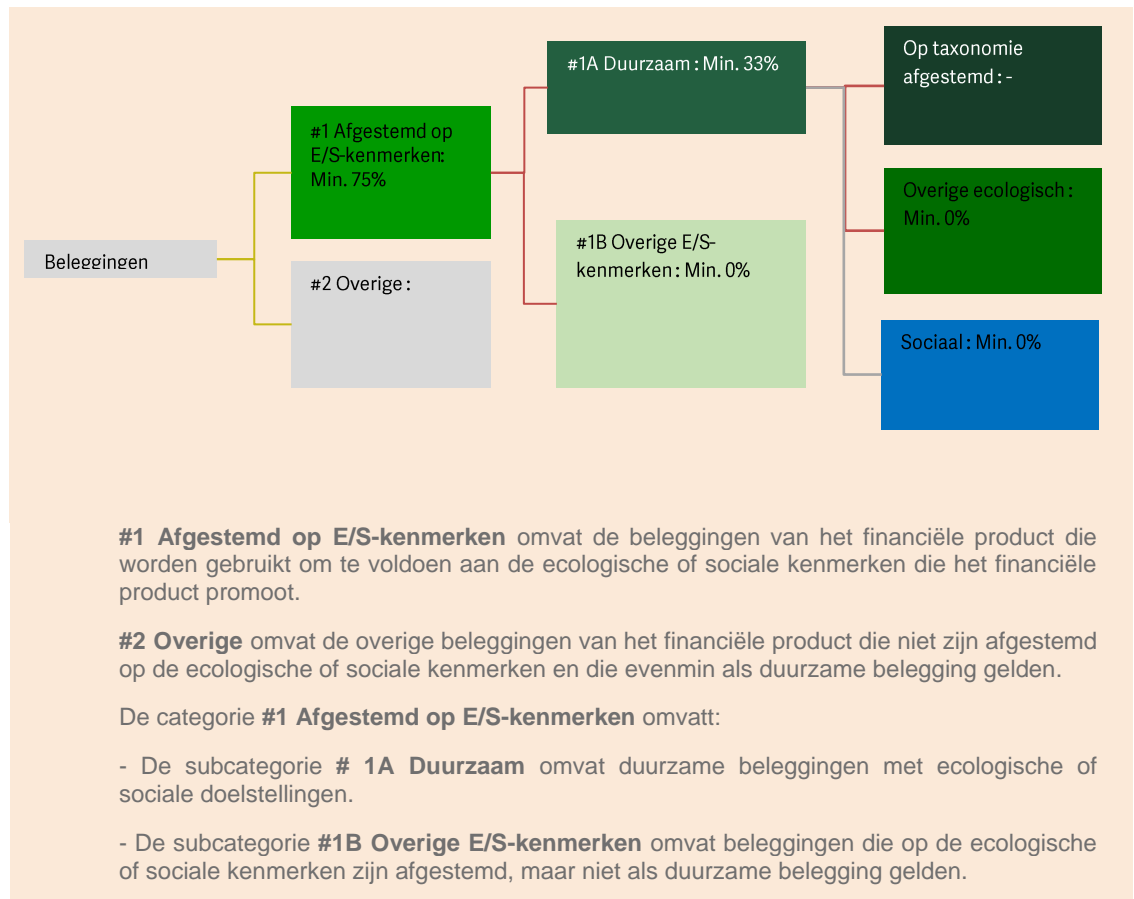 Beleggingen
#1 Afgestemd op
E/S-kenmerken:
Min. 75%
#2 Overige :
#1A Duurzaam : Min. 33%
#1B Overige E/S-
kenmerken : Min. 0%
Op taxonomie
afgestemd : -
Overige ecologisch :
Min. 0%
Sociaal : Min. 0%
#1 Afgestemd op E/S-kenmerken omvat de beleggingen van het financiële product die
worden gebruikt om te voldoen aan de ecologische of sociale kenmerken die het financiële
product promoot.
#2 Overige omvat de overige beleggingen van het financiële product die niet zijn afgestemd
op de ecologische of sociale kenmerken en die evenmin als duurzame belegging gelden.
De categorie #1 Afgestemd op E/S-kenmerken omvatt:
- De subcategorie # 1A Duurzaam omvat duurzame beleggingen met ecologische of
sociale doelstellingen.
- De subcategorie #1B Overige E/S-kenmerken omvat beleggingen die op de ecologische
of sociale kenmerken zijn afgestemd, maar niet als duurzame belegging gelden.